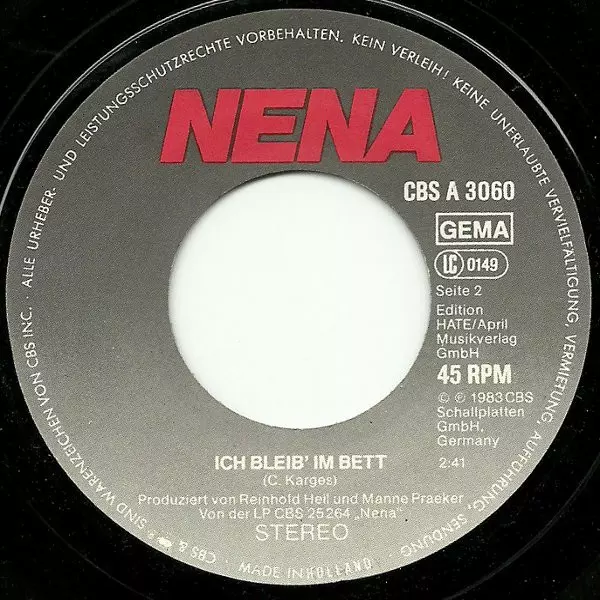 ALLE URHEBER- UND LEISTUNGSSCHUTZRECHTE VORBEHALTEN. KEIN VERLEIH! KEINE UNERLAUBTE VERVIELFÄLTIGUNG, VERMIETUNG, AUFFÜHRUNG, SENDUNG
NENA
CBS A 3060
GEMA
LC 0149
Seite 2
Edition
HATE/April
Musikverlag
GmbH
45 RPM
© ℗ 1983 CBS
Schallplatten
GmbH,
Germany
2:41
ICH BLEIB' IM BETT
(C. Karges)
Produziert von Reinhold Heil und Manne Praeker
Von der LP CBS 25 264 „Nena"
STEREO
CBS & SIND WARENZEICHEN VON CBS INC. ·
MADE IN HOLLAND